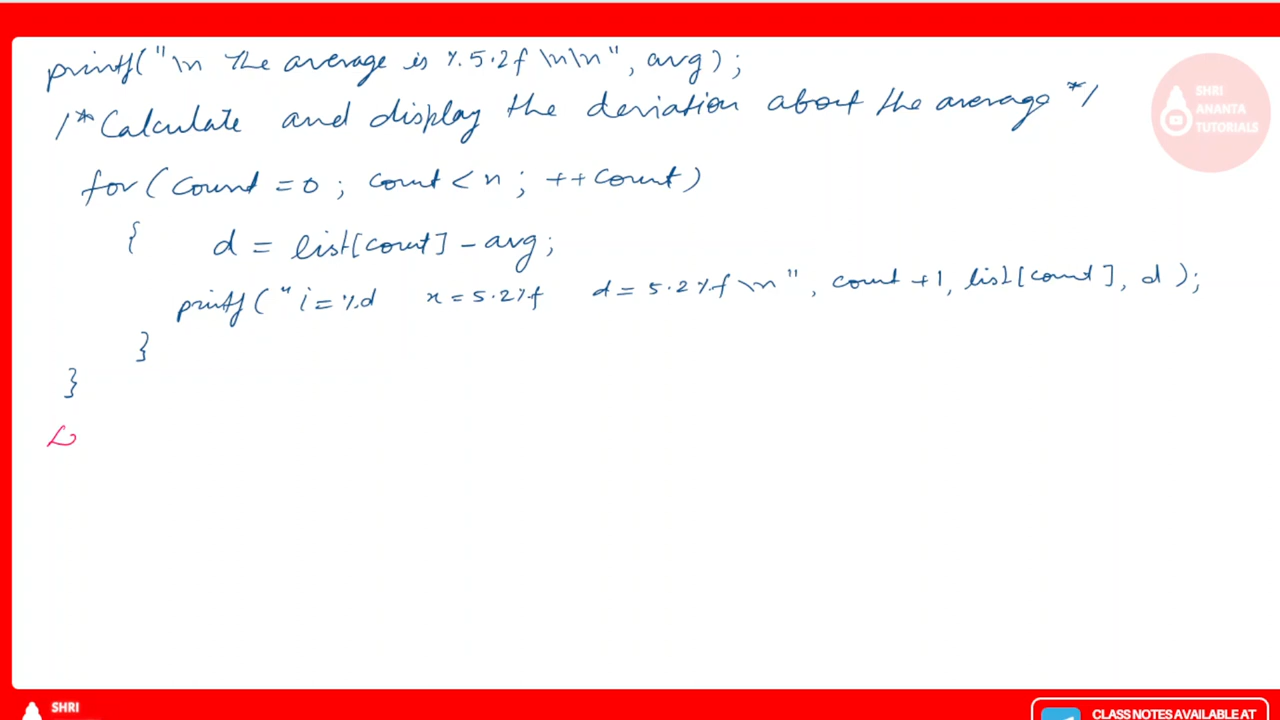 printf("\n The average is %.5.2f \n\n", avg);
/* Calculate and display the deviation about the average */
for(count = 0; count < n; ++count)
{ d = list[count] - avg;
printf("i=%d x=5.2%f d=5.2%f\n", count+1, list[count], d);
}
}
SHRI
ANANTA
TUTORIALS
SHRI
CLASS NOTES AVAILABLE AT